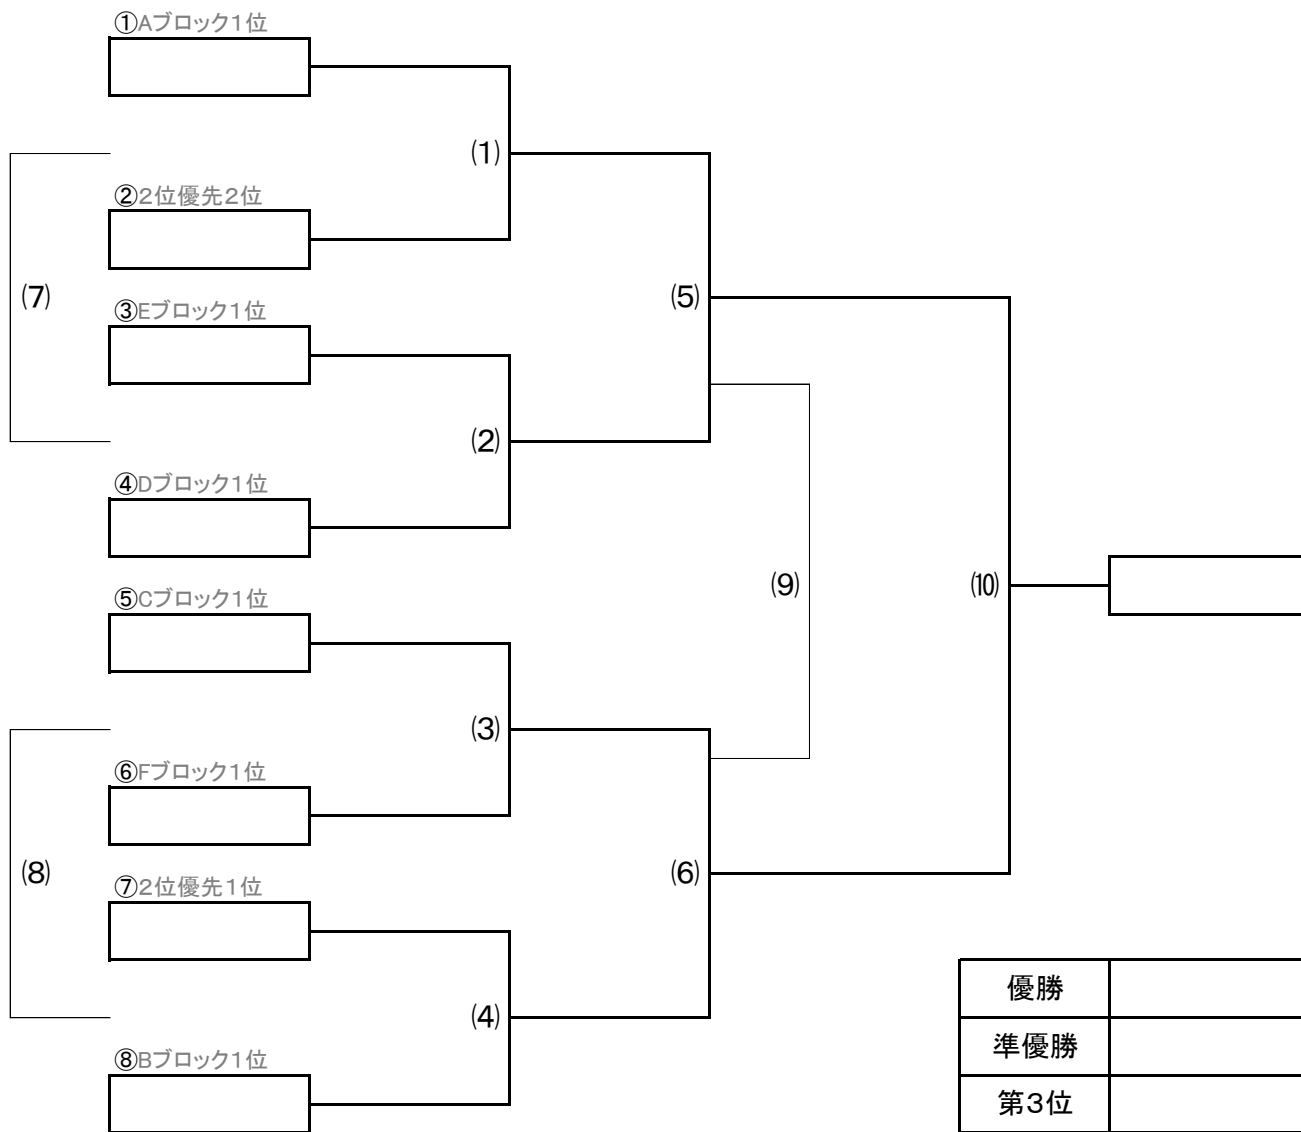 ①Aブロック1位
⑴
②2位優先2位
⑺
⑸
③Eブロック1位
⑵
④Dブロック1位
⑼
⑽
⑤Cブロック1位
⑶
⑥Fブロック1位
⑻
⑹
⑦2位優先1位
⑷
⑧Bブロック1位
優勝
準優勝
第3位